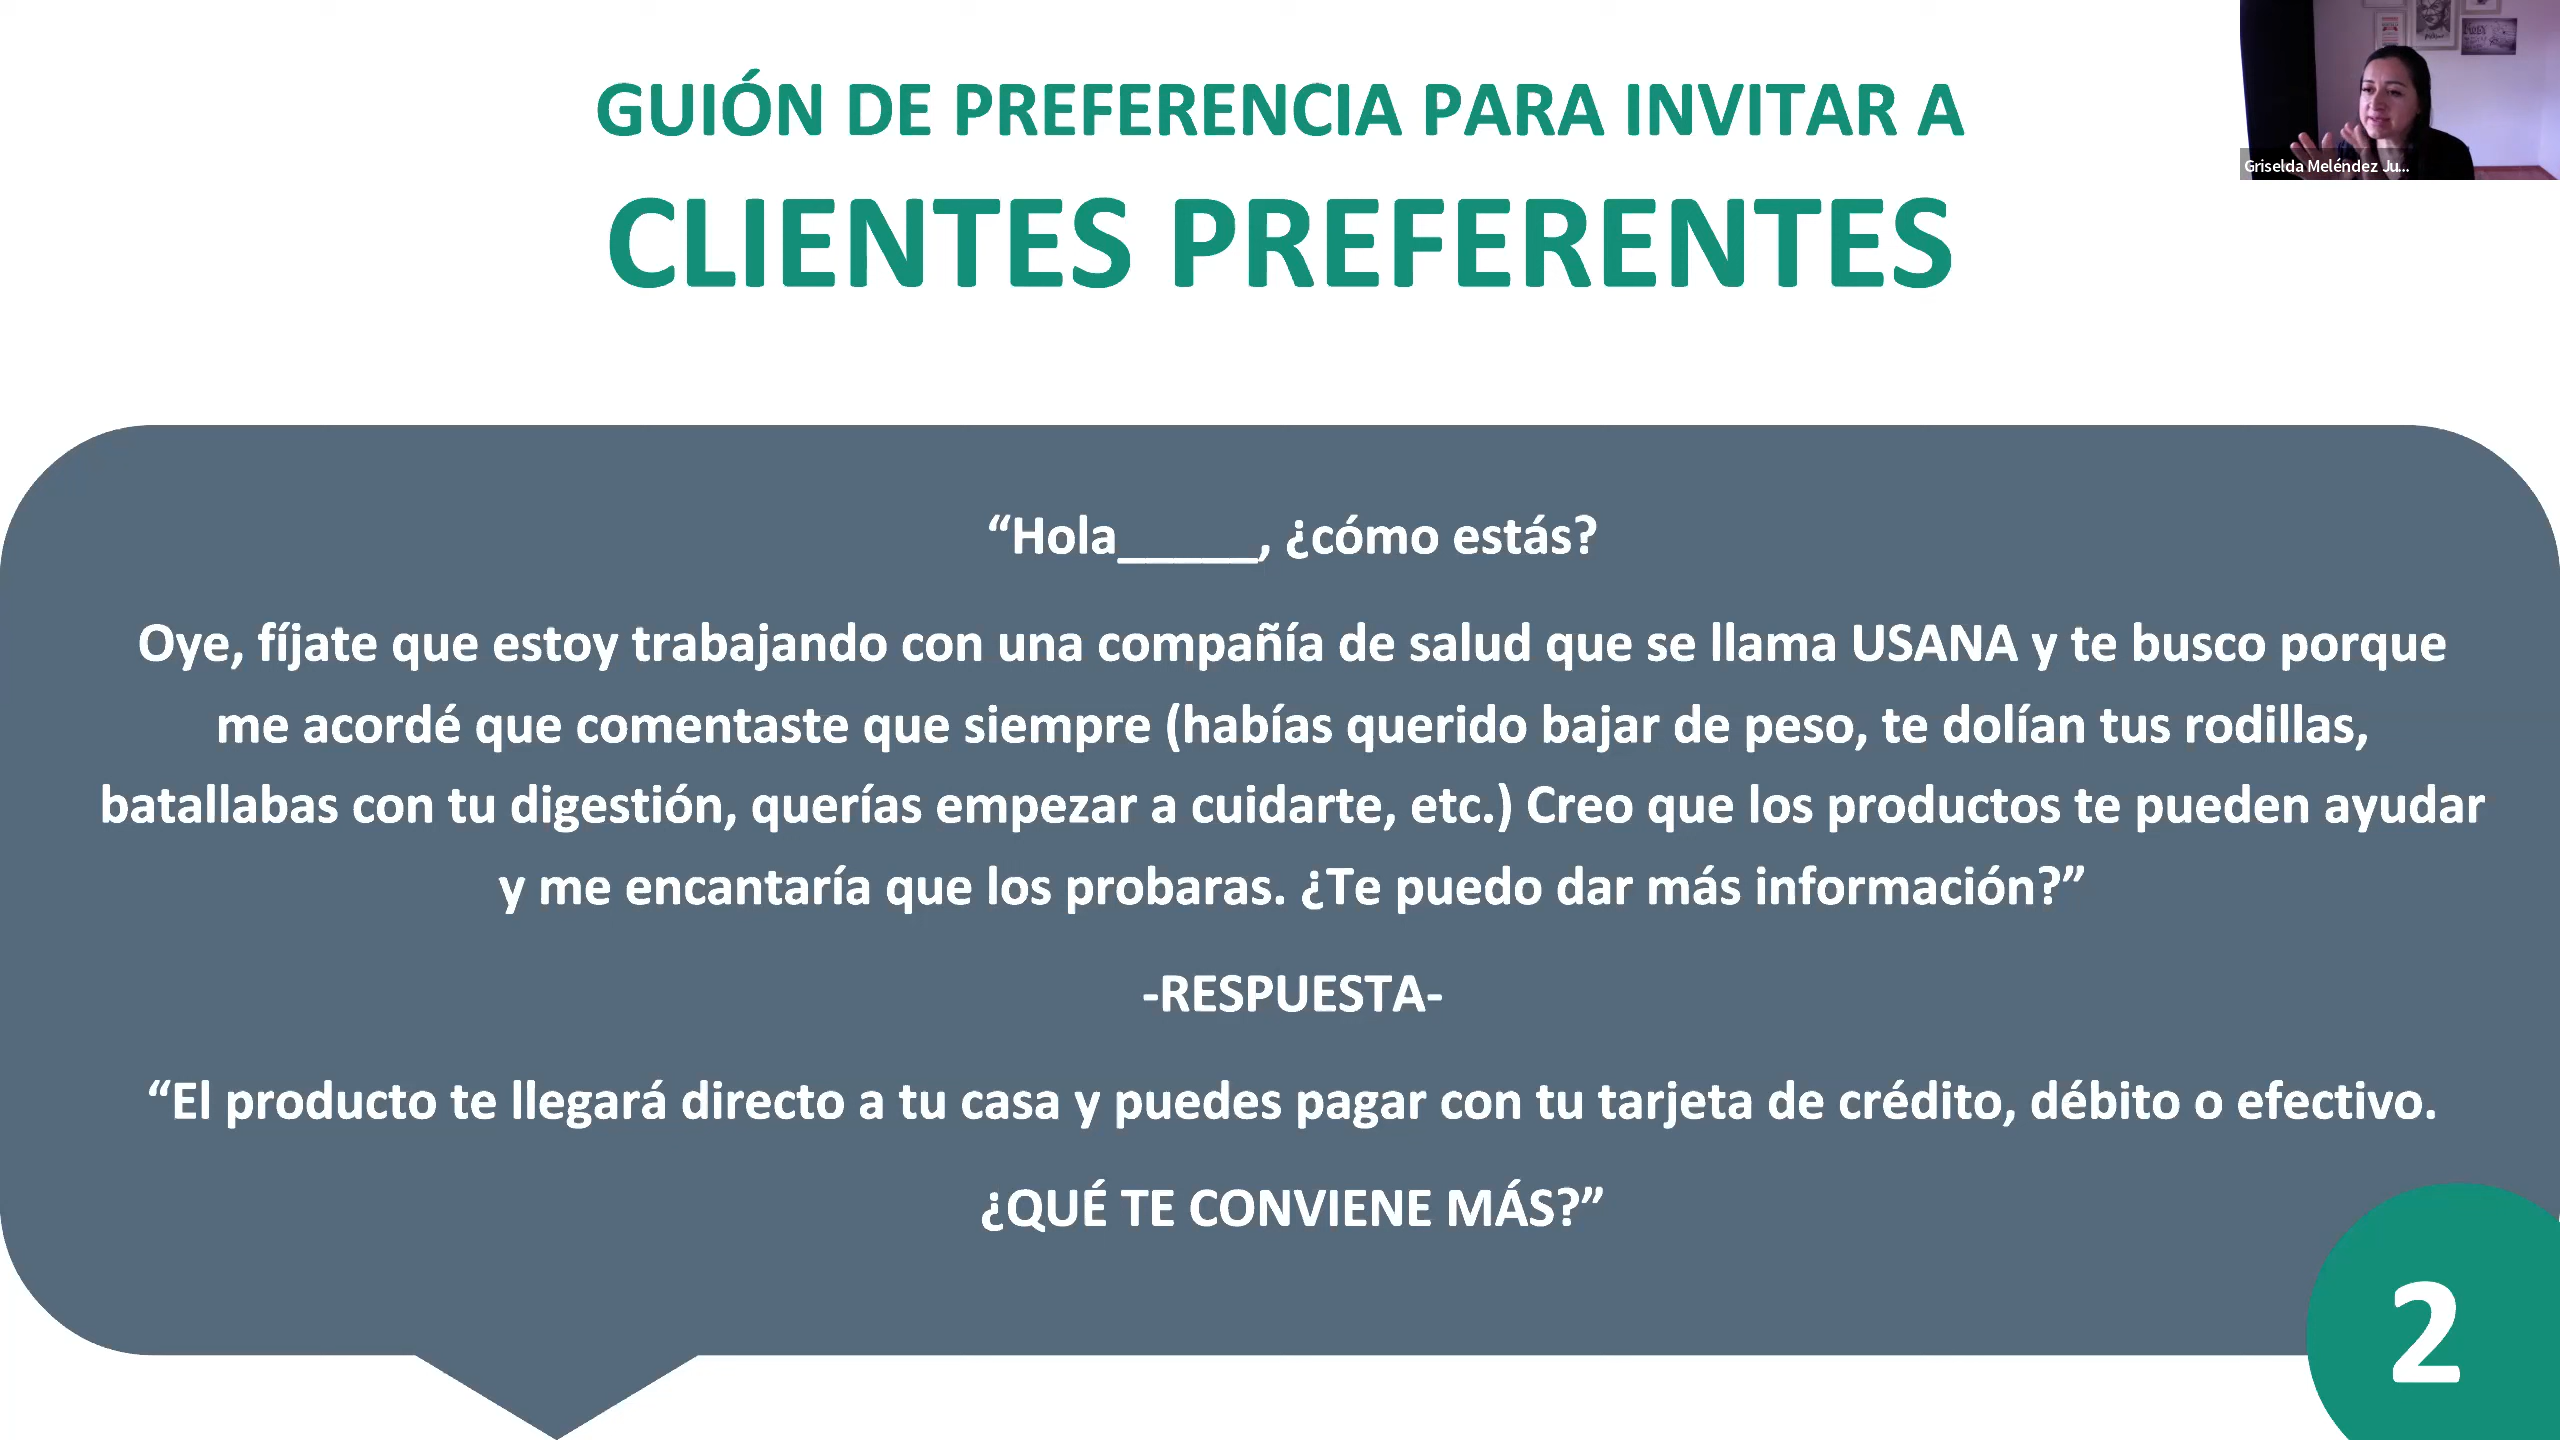 GUIÓN DE PREFERENCIA PARA INVITAR A
CLIENTES PREFERENTES
Griselda Meléndez Ju...
“Hola_____, ¿cómo estás?
Oye, fíjate que estoy trabajando con una compañía de salud que se llama USANA y te busco porque
me acordé que comentaste que siempre (habías querido bajar de peso, te dolían tus rodillas,
batallabas con tu digestión, querías empezar a cuidarte, etc.) Creo que los productos te pueden ayudar
y me encantaría que los probaras. ¿Te puedo dar más información?”
-RESPUESTA-
“El producto te llegará directo a tu casa y puedes pagar con tu tarjeta de crédito, débito o efectivo.
¿QUÉ TE CONVIENE MÁS?”
2